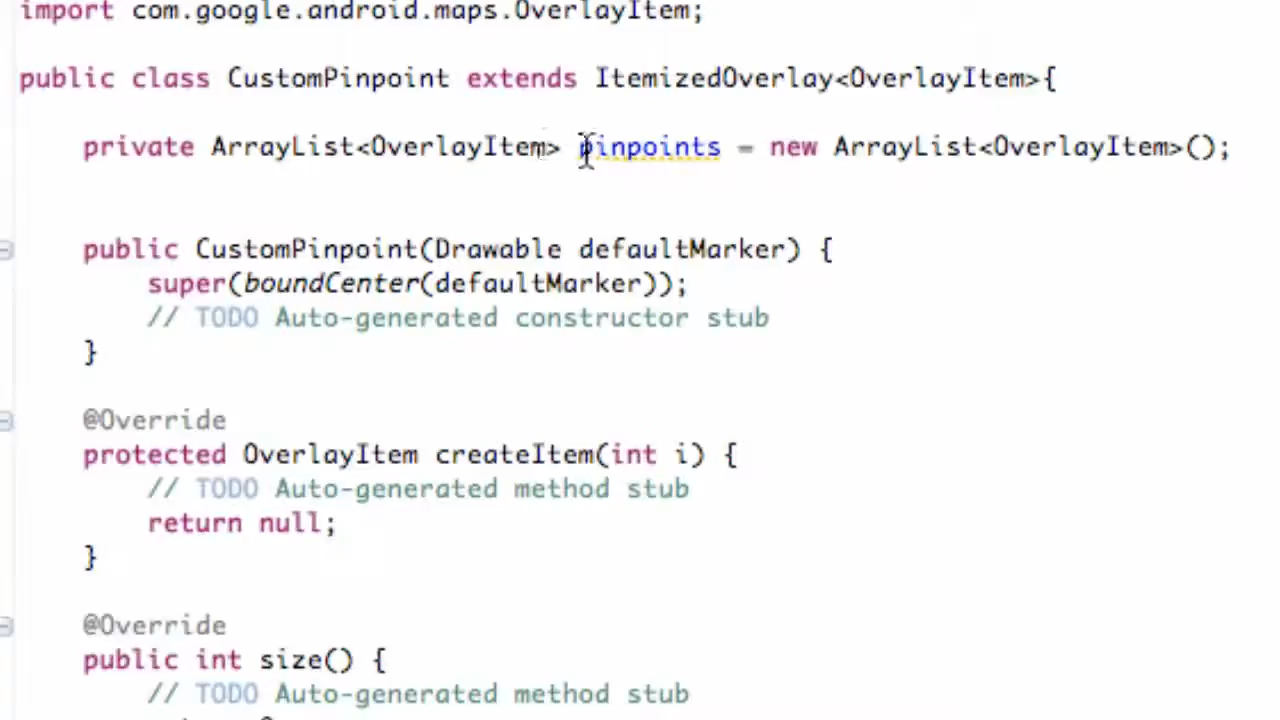 import com.google.android.maps.OverlayItem;
public class CustomPinpoint extends ItemizedOverlay<OverlayItem>{
private ArrayList<OverlayItem> pinpoints = new ArrayList<OverlayItem>();
public CustomPinpoint(Drawable defaultMarker) {
super(boundCenter(defaultMarker));
// TODO Auto-generated constructor stub
}
@Override
protected OverlayItem createItem(int i) {
// TODO Auto-generated method stub
return null;
}
@Override
public int size() {
// TODO Auto-generated method stub